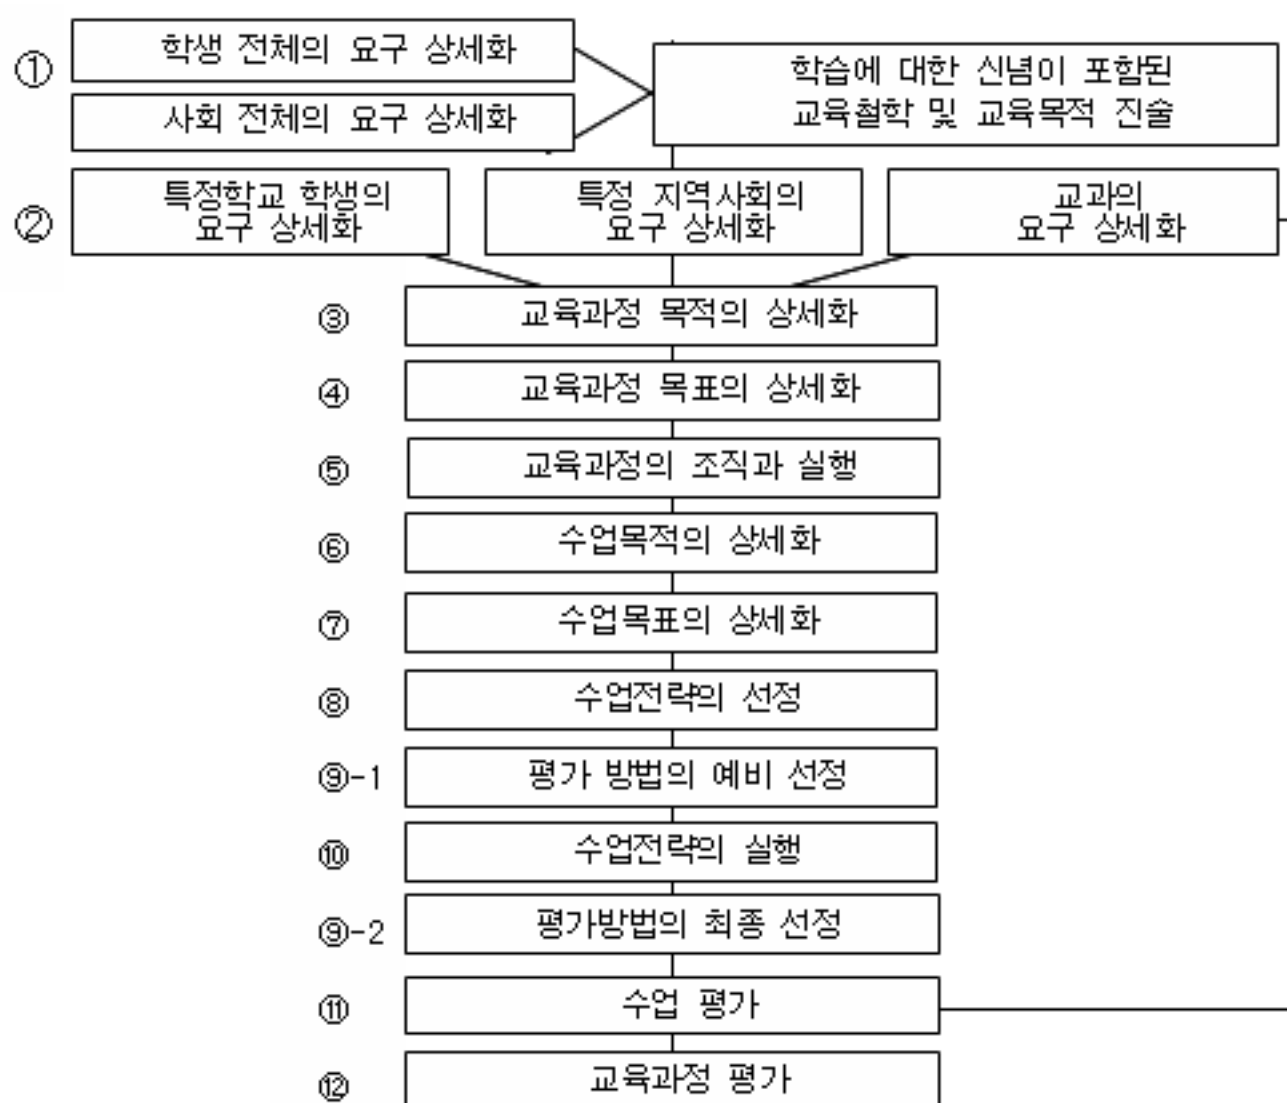 ①
학생 전체의 요구 상세화
사회 전체의 요구 상세화
학습에 대한 신념이 포함된
교육철학 및 교육목적 진술
②
특정학교 학생의
요구 상세화
특정 지역사회의
요구 상세화
교과의
요구 상세화
③ 교육과정 목적의 상세화
④ 교육과정 목표의 상세화
⑤ 교육과정의 조직과 실행
⑥ 수업목적의 상세화
⑦ 수업목표의 상세화
⑧ 수업전략의 선정
⑨-1 평가 방법의 예비 선정
⑩ 수업전략의 실행
⑨-2 평가방법의 최종 선정
⑪ 수업 평가
⑫ 교육과정 평가